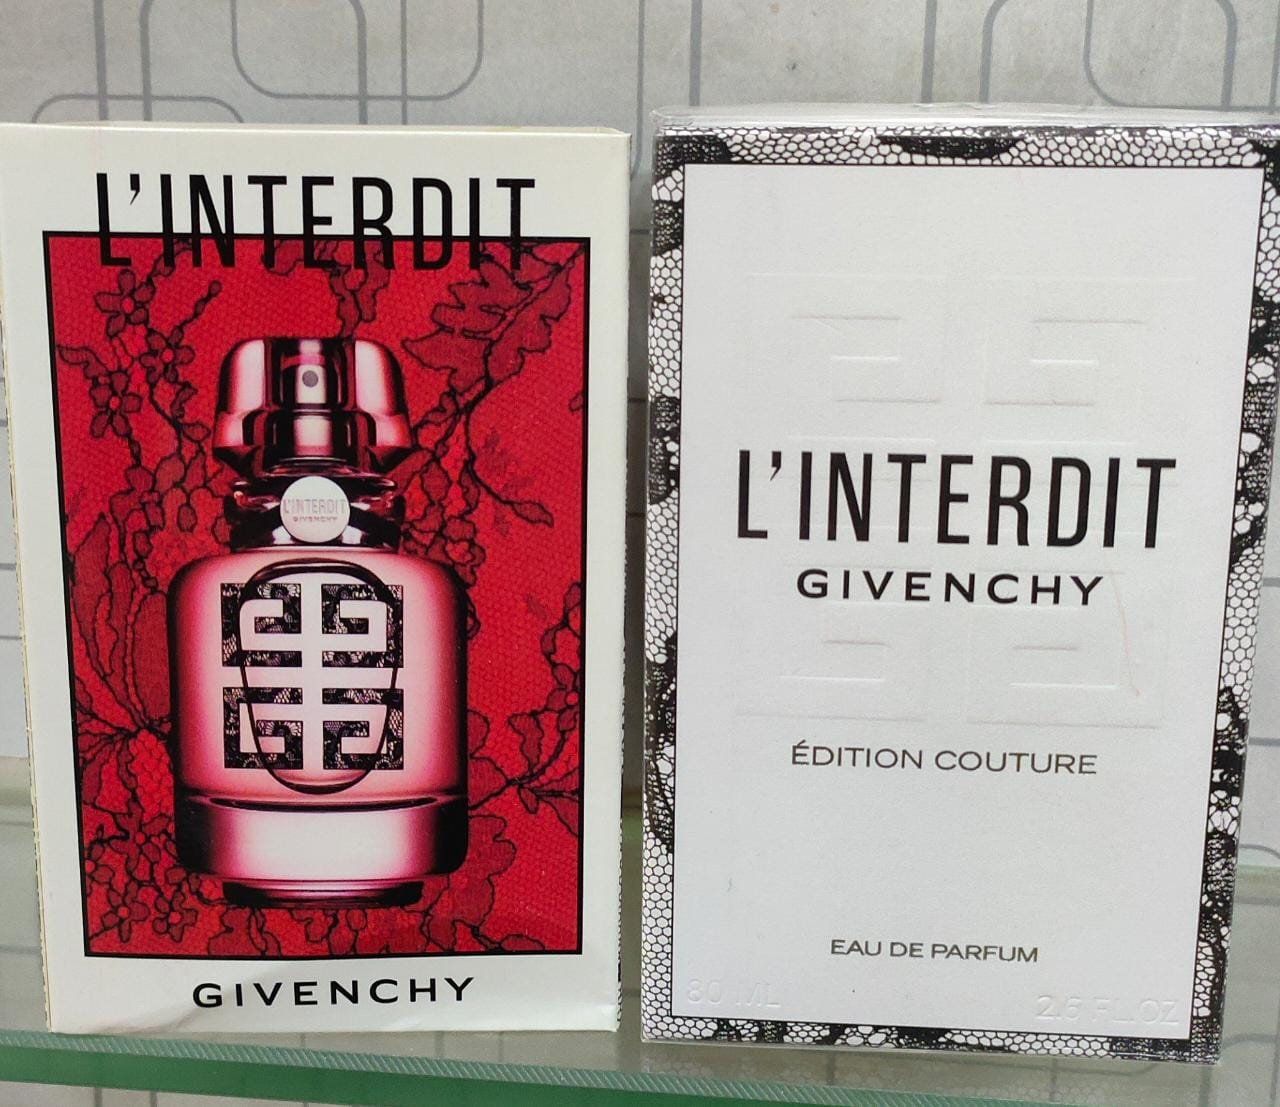 L'INTERDIT
L'INTERDIT
GIVENCHY
GIVENCHY
L'INTERDIT
GIVENCHY
ÉDITION COUTURE
EAU DE PARFUM
80 ML 2.6 FL.OZ